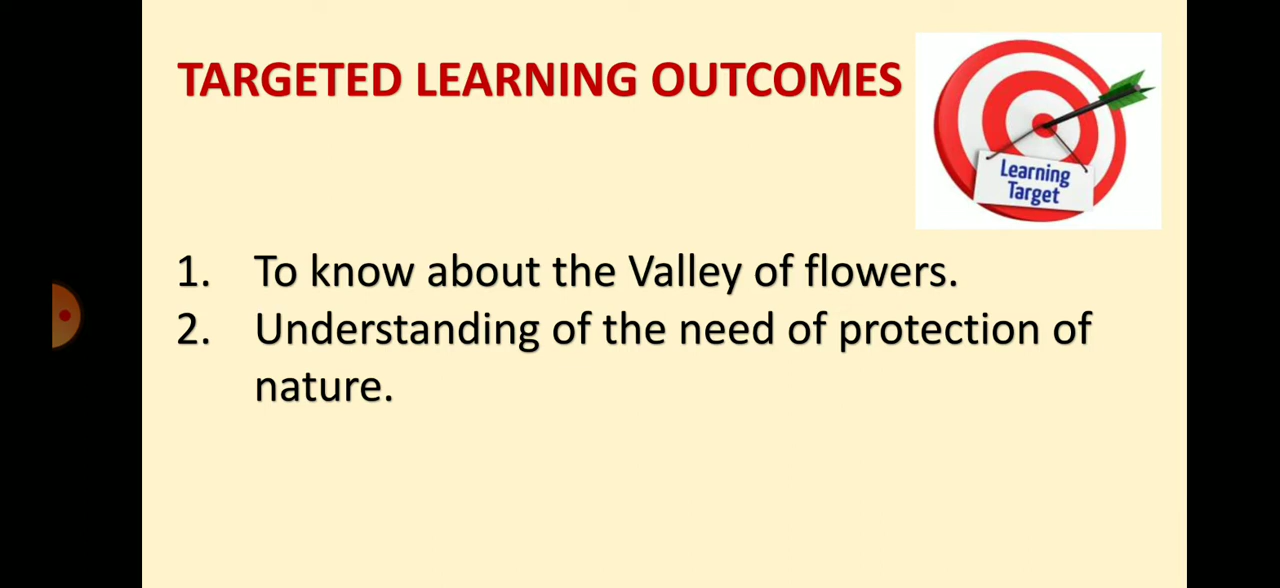 TARGETED LEARNING OUTCOMES
Learning
Target
1. To know about the Valley of flowers.
2. Understanding of the need of protection of
nature.